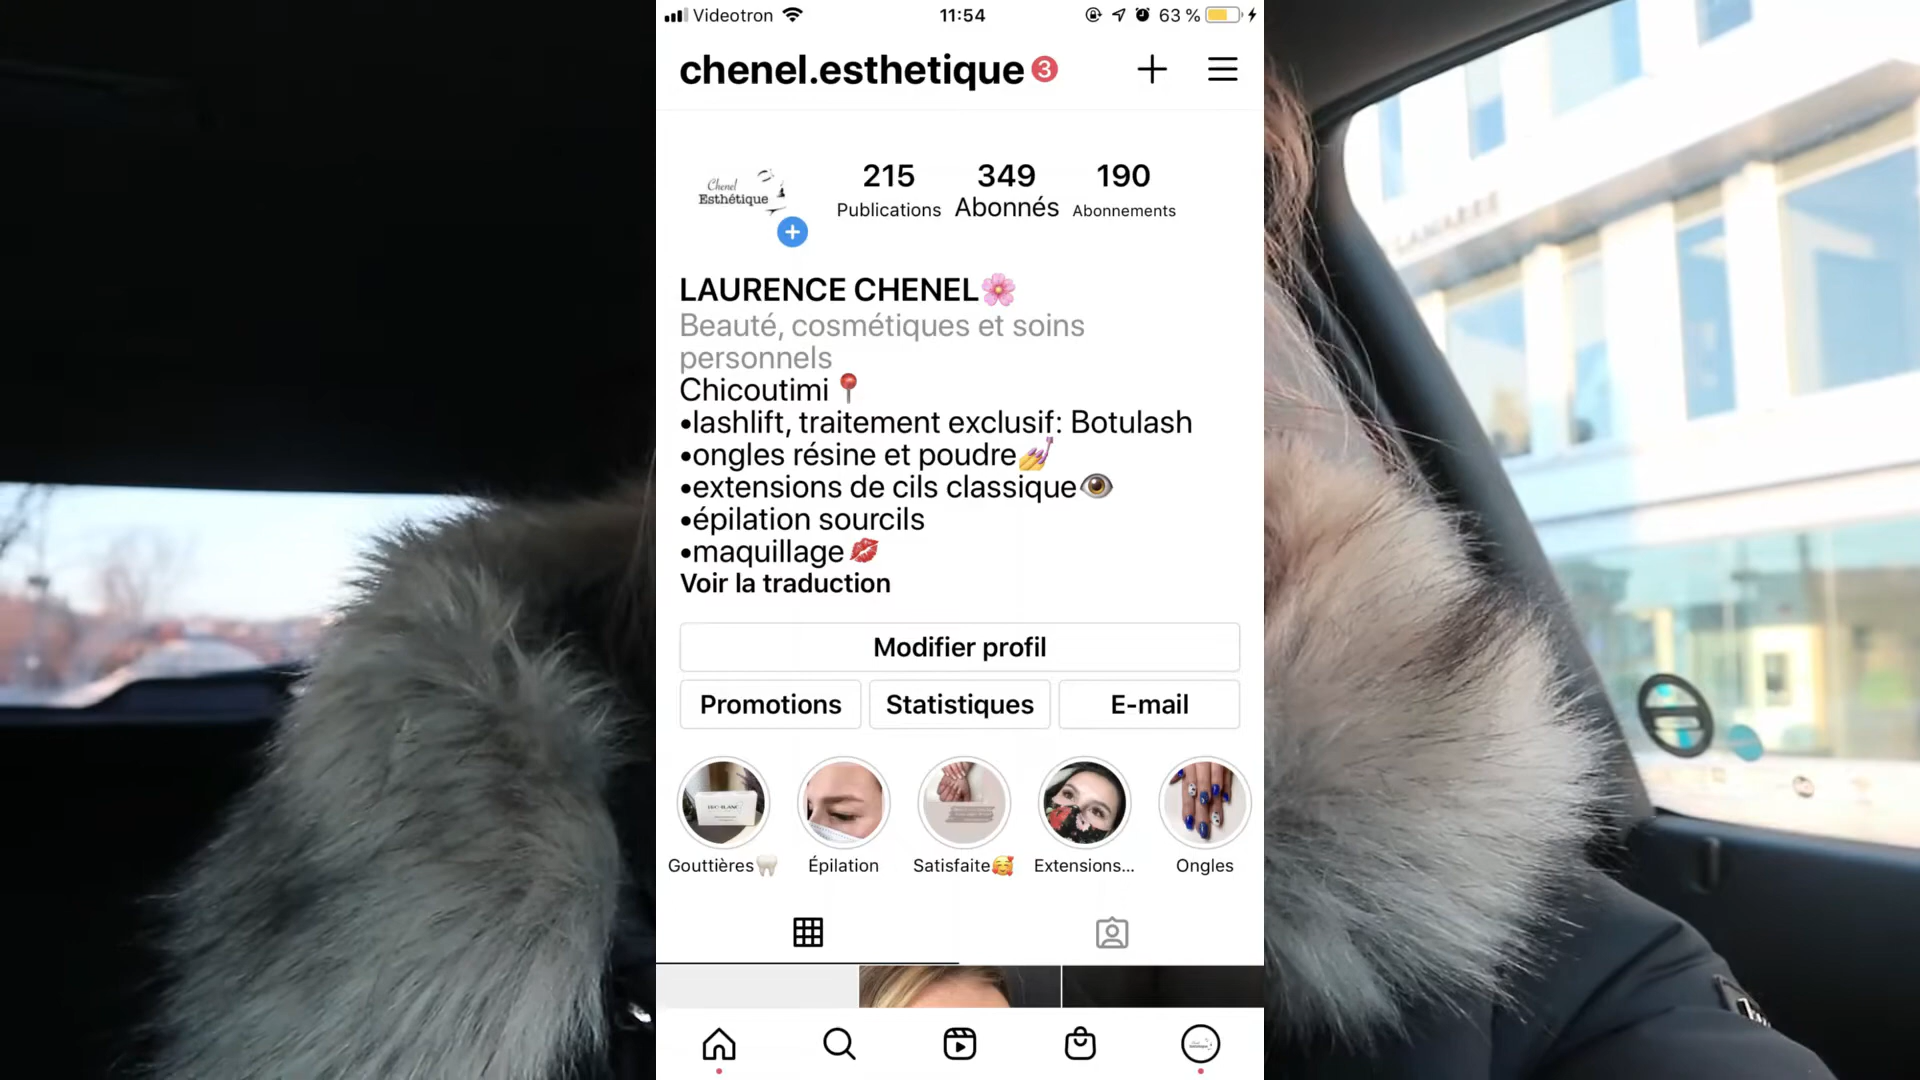 Videotron 11:54 63 %
chenel.esthetique 3
Chenel
Esthétique
215 349 190
Publications Abonnés Abonnements
LAURENCE CHENEL🌸
Beauté, cosmétiques et soins
personnels
Chicoutimi📍
•lashlift, traitement exclusif: Botulash
•ongles résine et poudre💅
•extensions de cils classique👁
•épilation sourcils
•maquillage💋
Voir la traduction
Modifier profil
Promotions Statistiques E-mail
Gouttières🦷 Épilation Satisfaite🥰 Extensions... Ongles